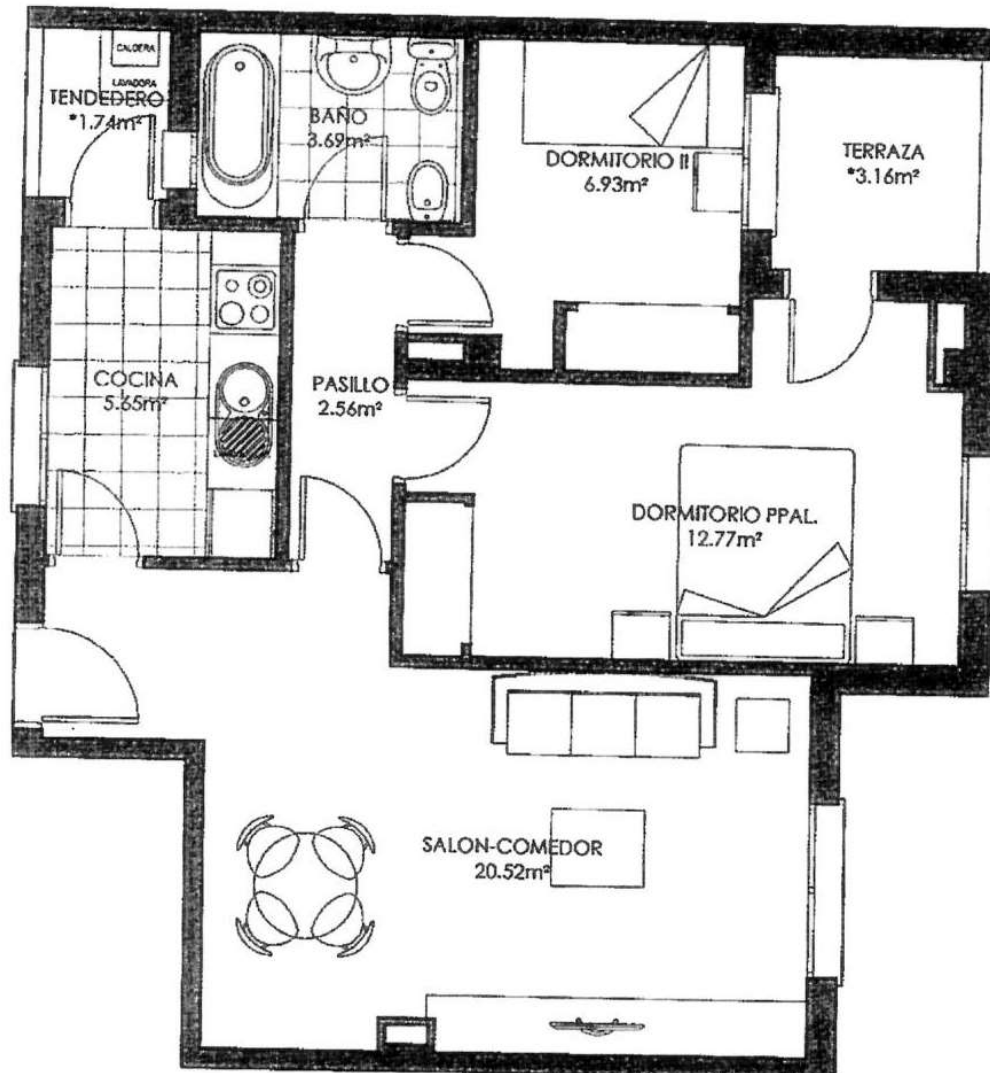 CALDERA
LAVADORA
TENDEDERO
*1.74m²
BAÑO
3.69m²
DORMITORIO II
6.93m²
TERRAZA
*3.16m²
COCINA
5.65m²
PASILLO
2.56m²
DORMITORIO PPAL.
12.77m²
SALON-COMEDOR
20.52m²